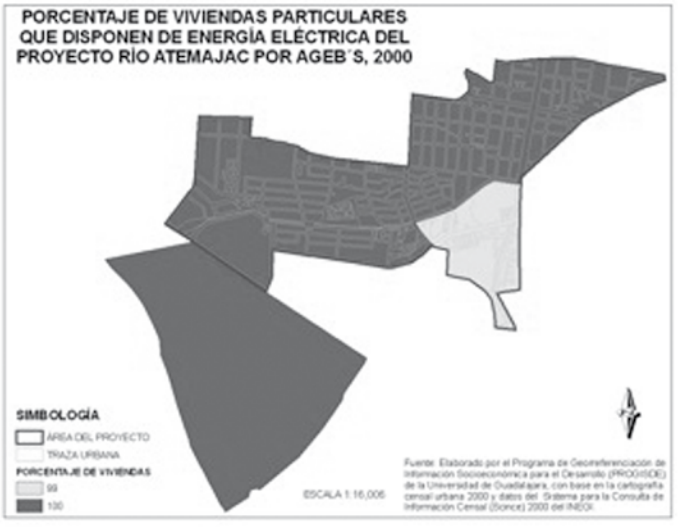 PORCENTAJE DE VIVIENDAS PARTICULARES
QUE DISPONEN DE ENERGÍA ELÉCTRICA DEL
PROYECTO RÍO ATEMAJAC POR AGEB´S, 2000
SIMBOLOGÍA
ÁREA DEL PROYECTO
TRAZA URBANA
PORCENTAJE DE VIVIENDAS
99
100
ESCALA 1:16,006
Fuente: Elaborado por el Programa de Georreferenciación de
Información Socioeconómica para el Desarrollo (PROGISDE)
de la Universidad de Guadalajara, con base en la cartografía
censal urbana 2000 y datos del Sistema para la Consulta de
Información Censal (Scince) 2000 del INEGI.